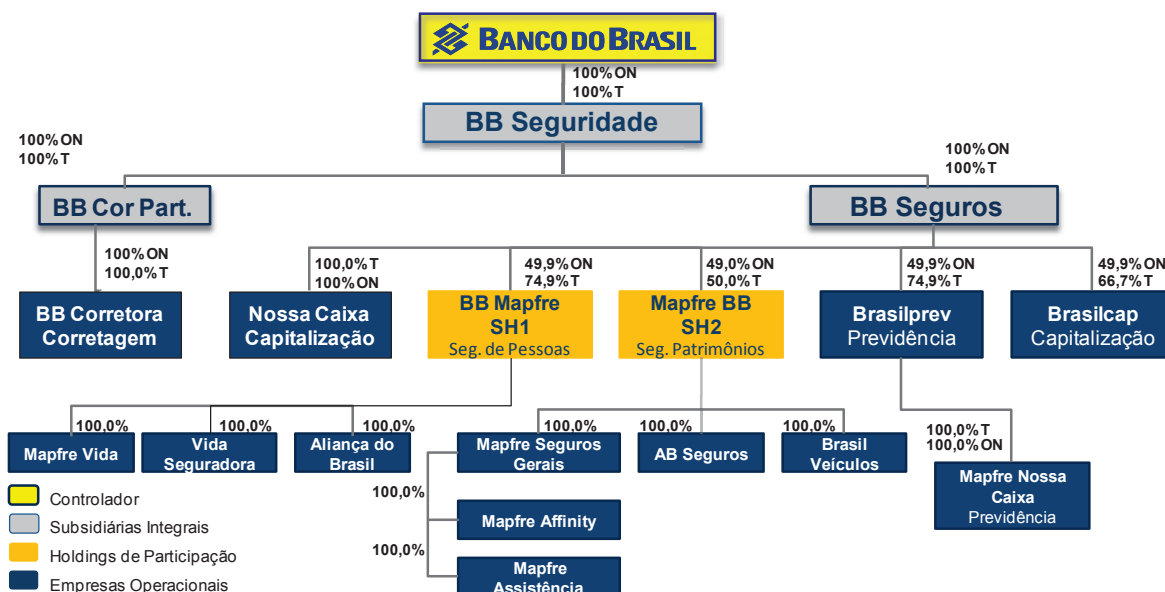 BANCO DO BRASIL
100% ON
100% T
BB Seguridade
100% ON
100% T
100% ON
100% T
BB Cor Part.
BB Seguros
100% ON
100,0% T
100,0% T
100% ON
49,9% ON
74,9% T
49,0% ON
50,0% T
49,9% ON
74,9% T
49,9% ON
66,7% T
BB Corretora
Corretagem
Nossa Caixa
Capitalização
BB Mapfre
SH1
Seg. de Pessoas
Mapfre BB
SH2
Seg. Patrimônios
Brasilprev
Previdência
Brasilcap
Capitalização
100,0%
100,0%
100,0%
100,0%
100,0%
100,0%
100,0% T
100,0% ON
Mapfre Vida
Vida
Seguradora
Aliança do
Brasil
Mapfre Seguros
Gerais
AB Seguros
Brasil
Veículos
Mapfre Nossa
Caixa
Previdência
100,0%
Mapfre Affinity
100,0%
Mapfre
Assistência
Controlador
Subsidiárias Integrais
Holdings de Participação
Empresas Operacionais